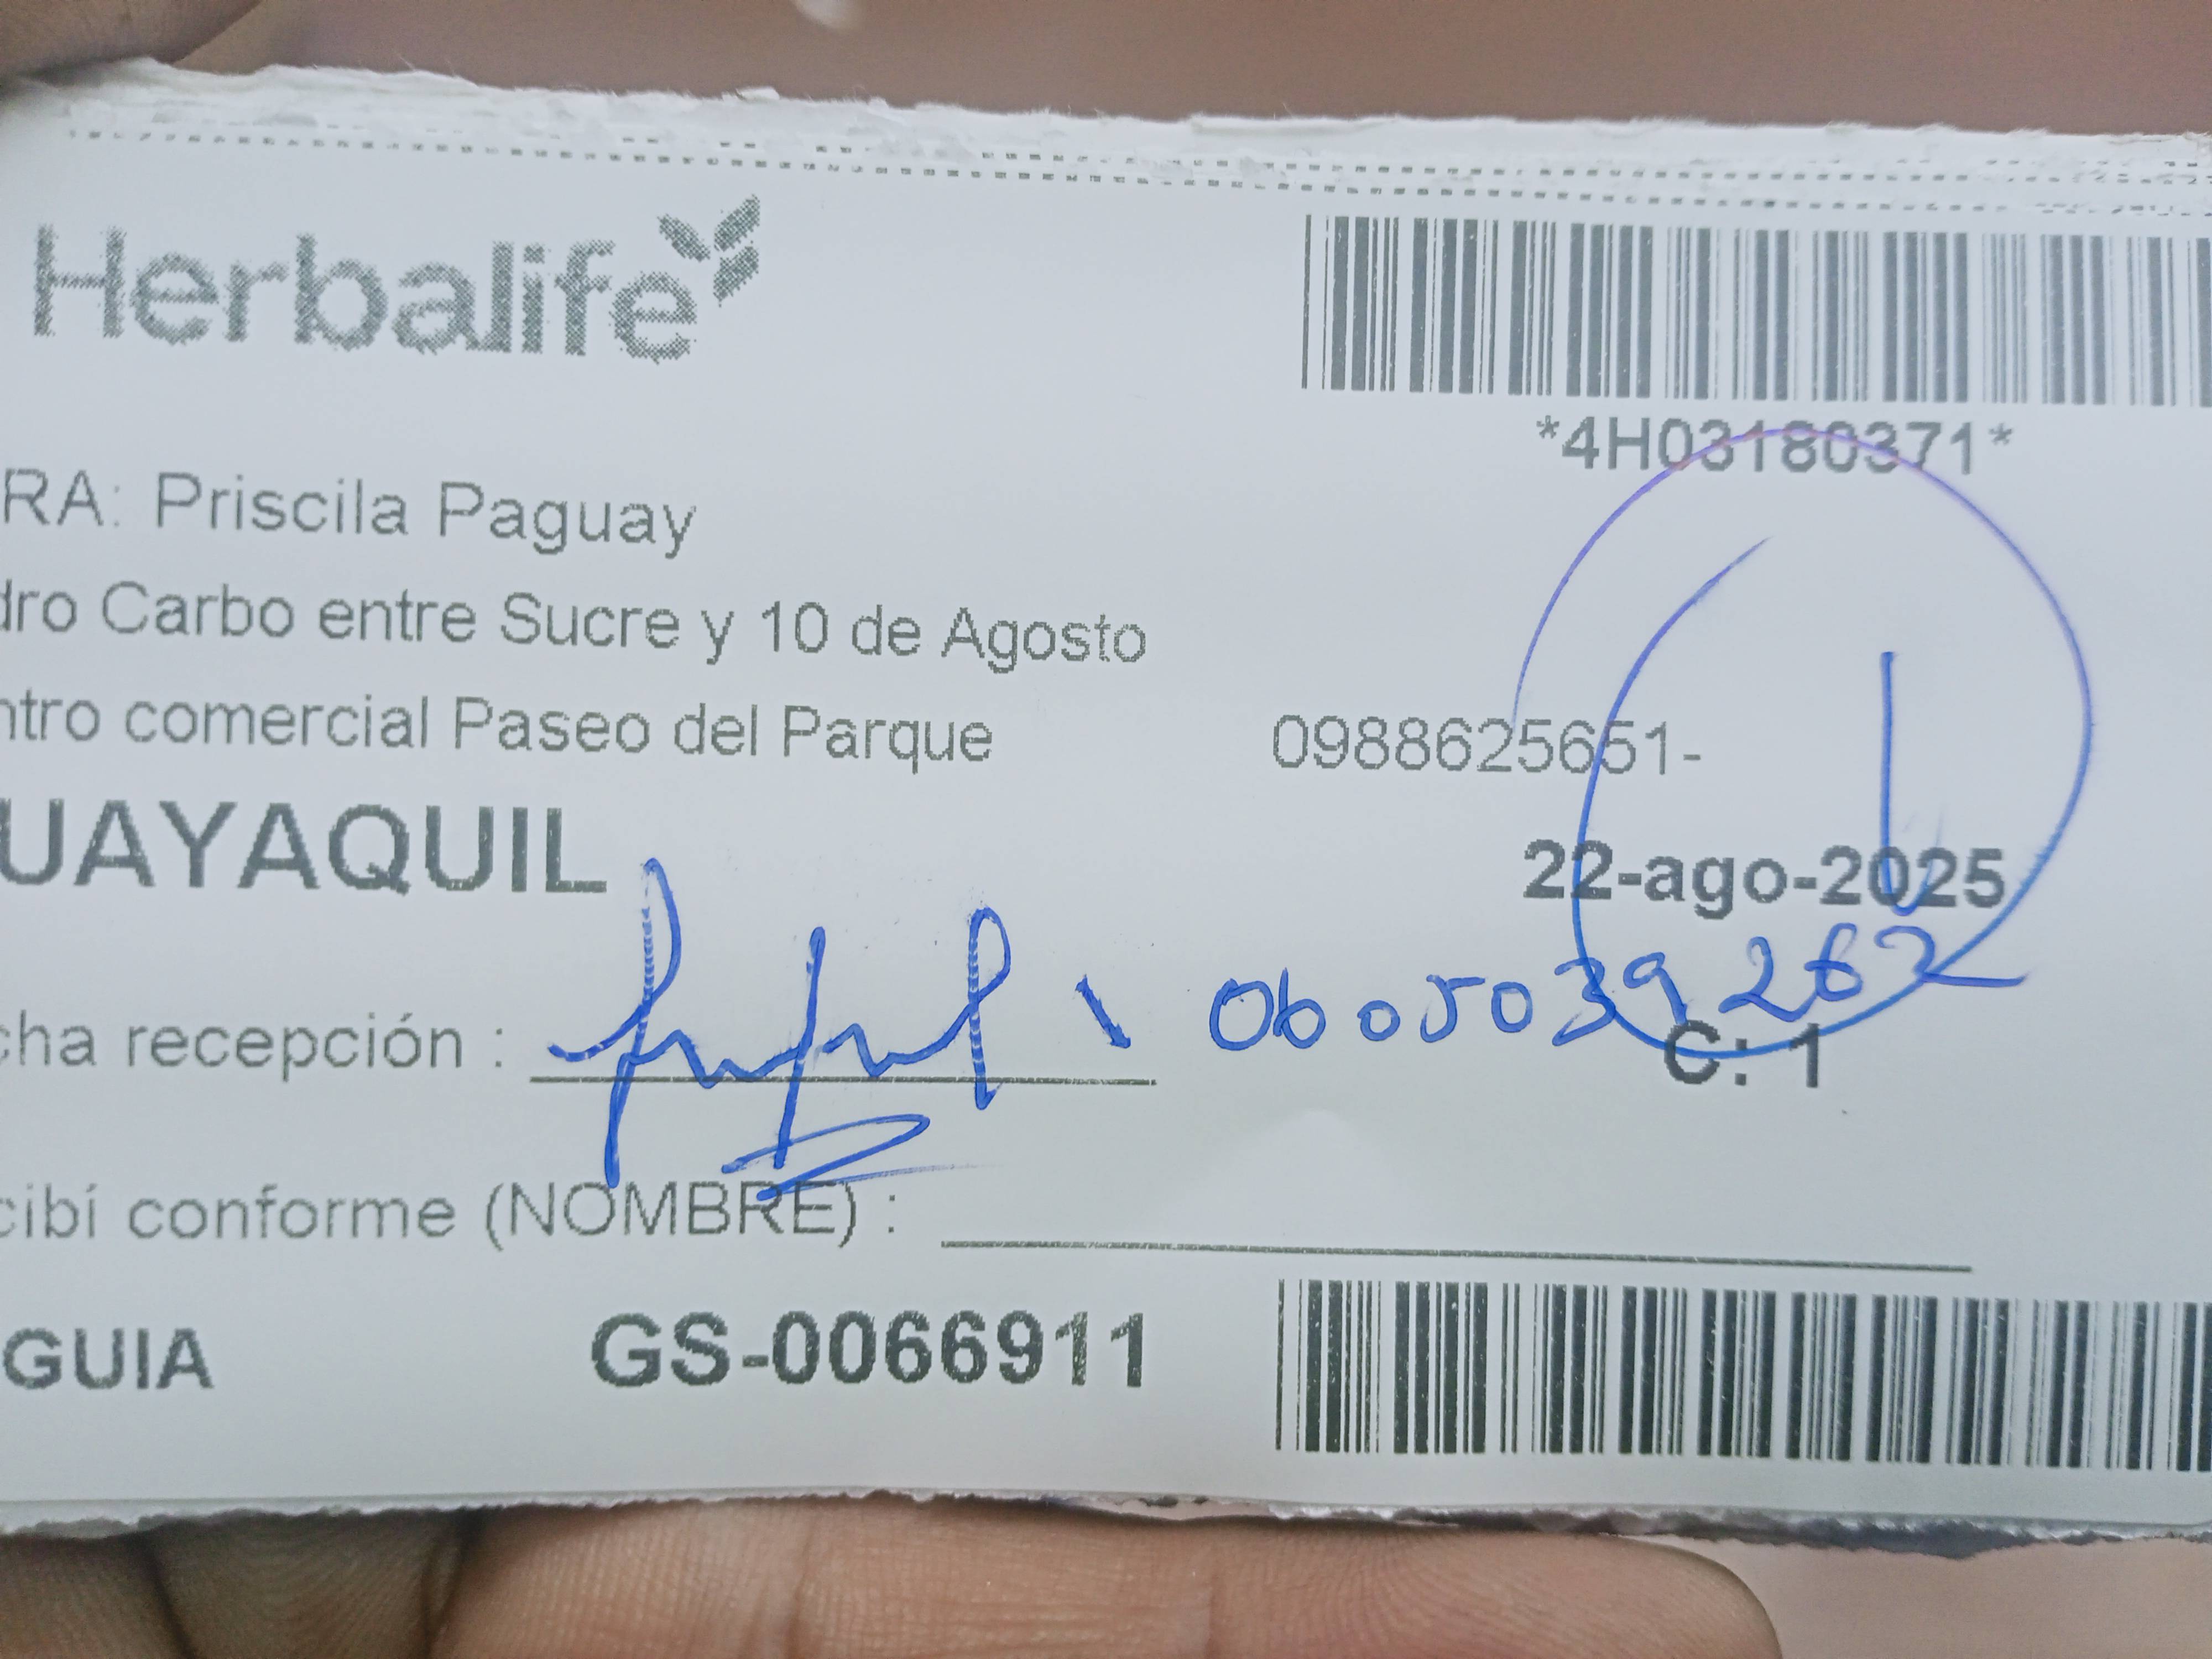 Herbalife
*4H03180371*
RA: Priscila Paguay
dro Carbo entre Sucre y 10 de Agosto
ntro comercial Paseo del Parque 0988625651-
UAYAQUIL
22-ago-2025
cha recepción : 0605039262
C: 1
cibí conforme (NOMBRE) :
GUIA GS-0066911